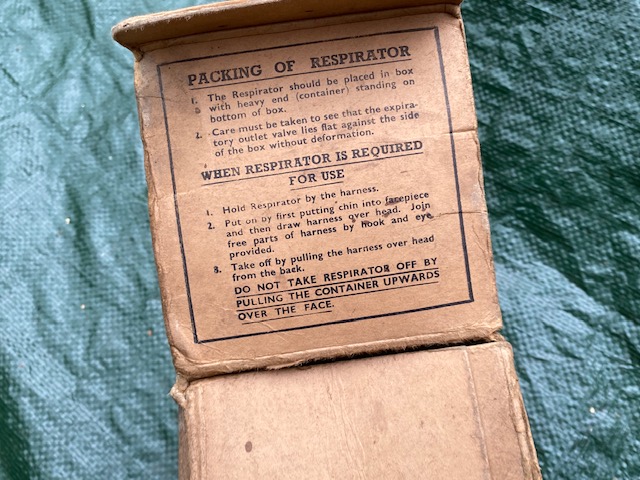 PACKING OF RESPIRATOR
1. The Respirator should be placed in box
with heavy end (container) standing on
bottom of box.
2. Care must be taken to see that the expira-
tory outlet valve lies flat against the side
of the box without deformation.
WHEN RESPIRATOR IS REQUIRED
FOR USE
1. Hold Respirator by the harness.
2. Put on by first putting chin into facepiece
and then draw harness over head. Join
free parts of harness by hook and eye
provided.
3. Take off by pulling the harness over head
from the back.
DO NOT TAKE RESPIRATOR OFF BY
PULLING THE CONTAINER UPWARDS
OVER THE FACE.